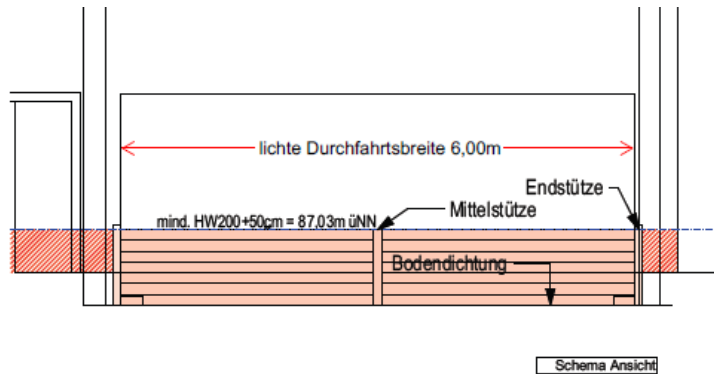 lichte Durchfahrtsbreite 6,00m
Endstütze
Mittelstütze
mind. HW200+50cm = 87,03m üNN
Bodendichtung
Schema Ansicht